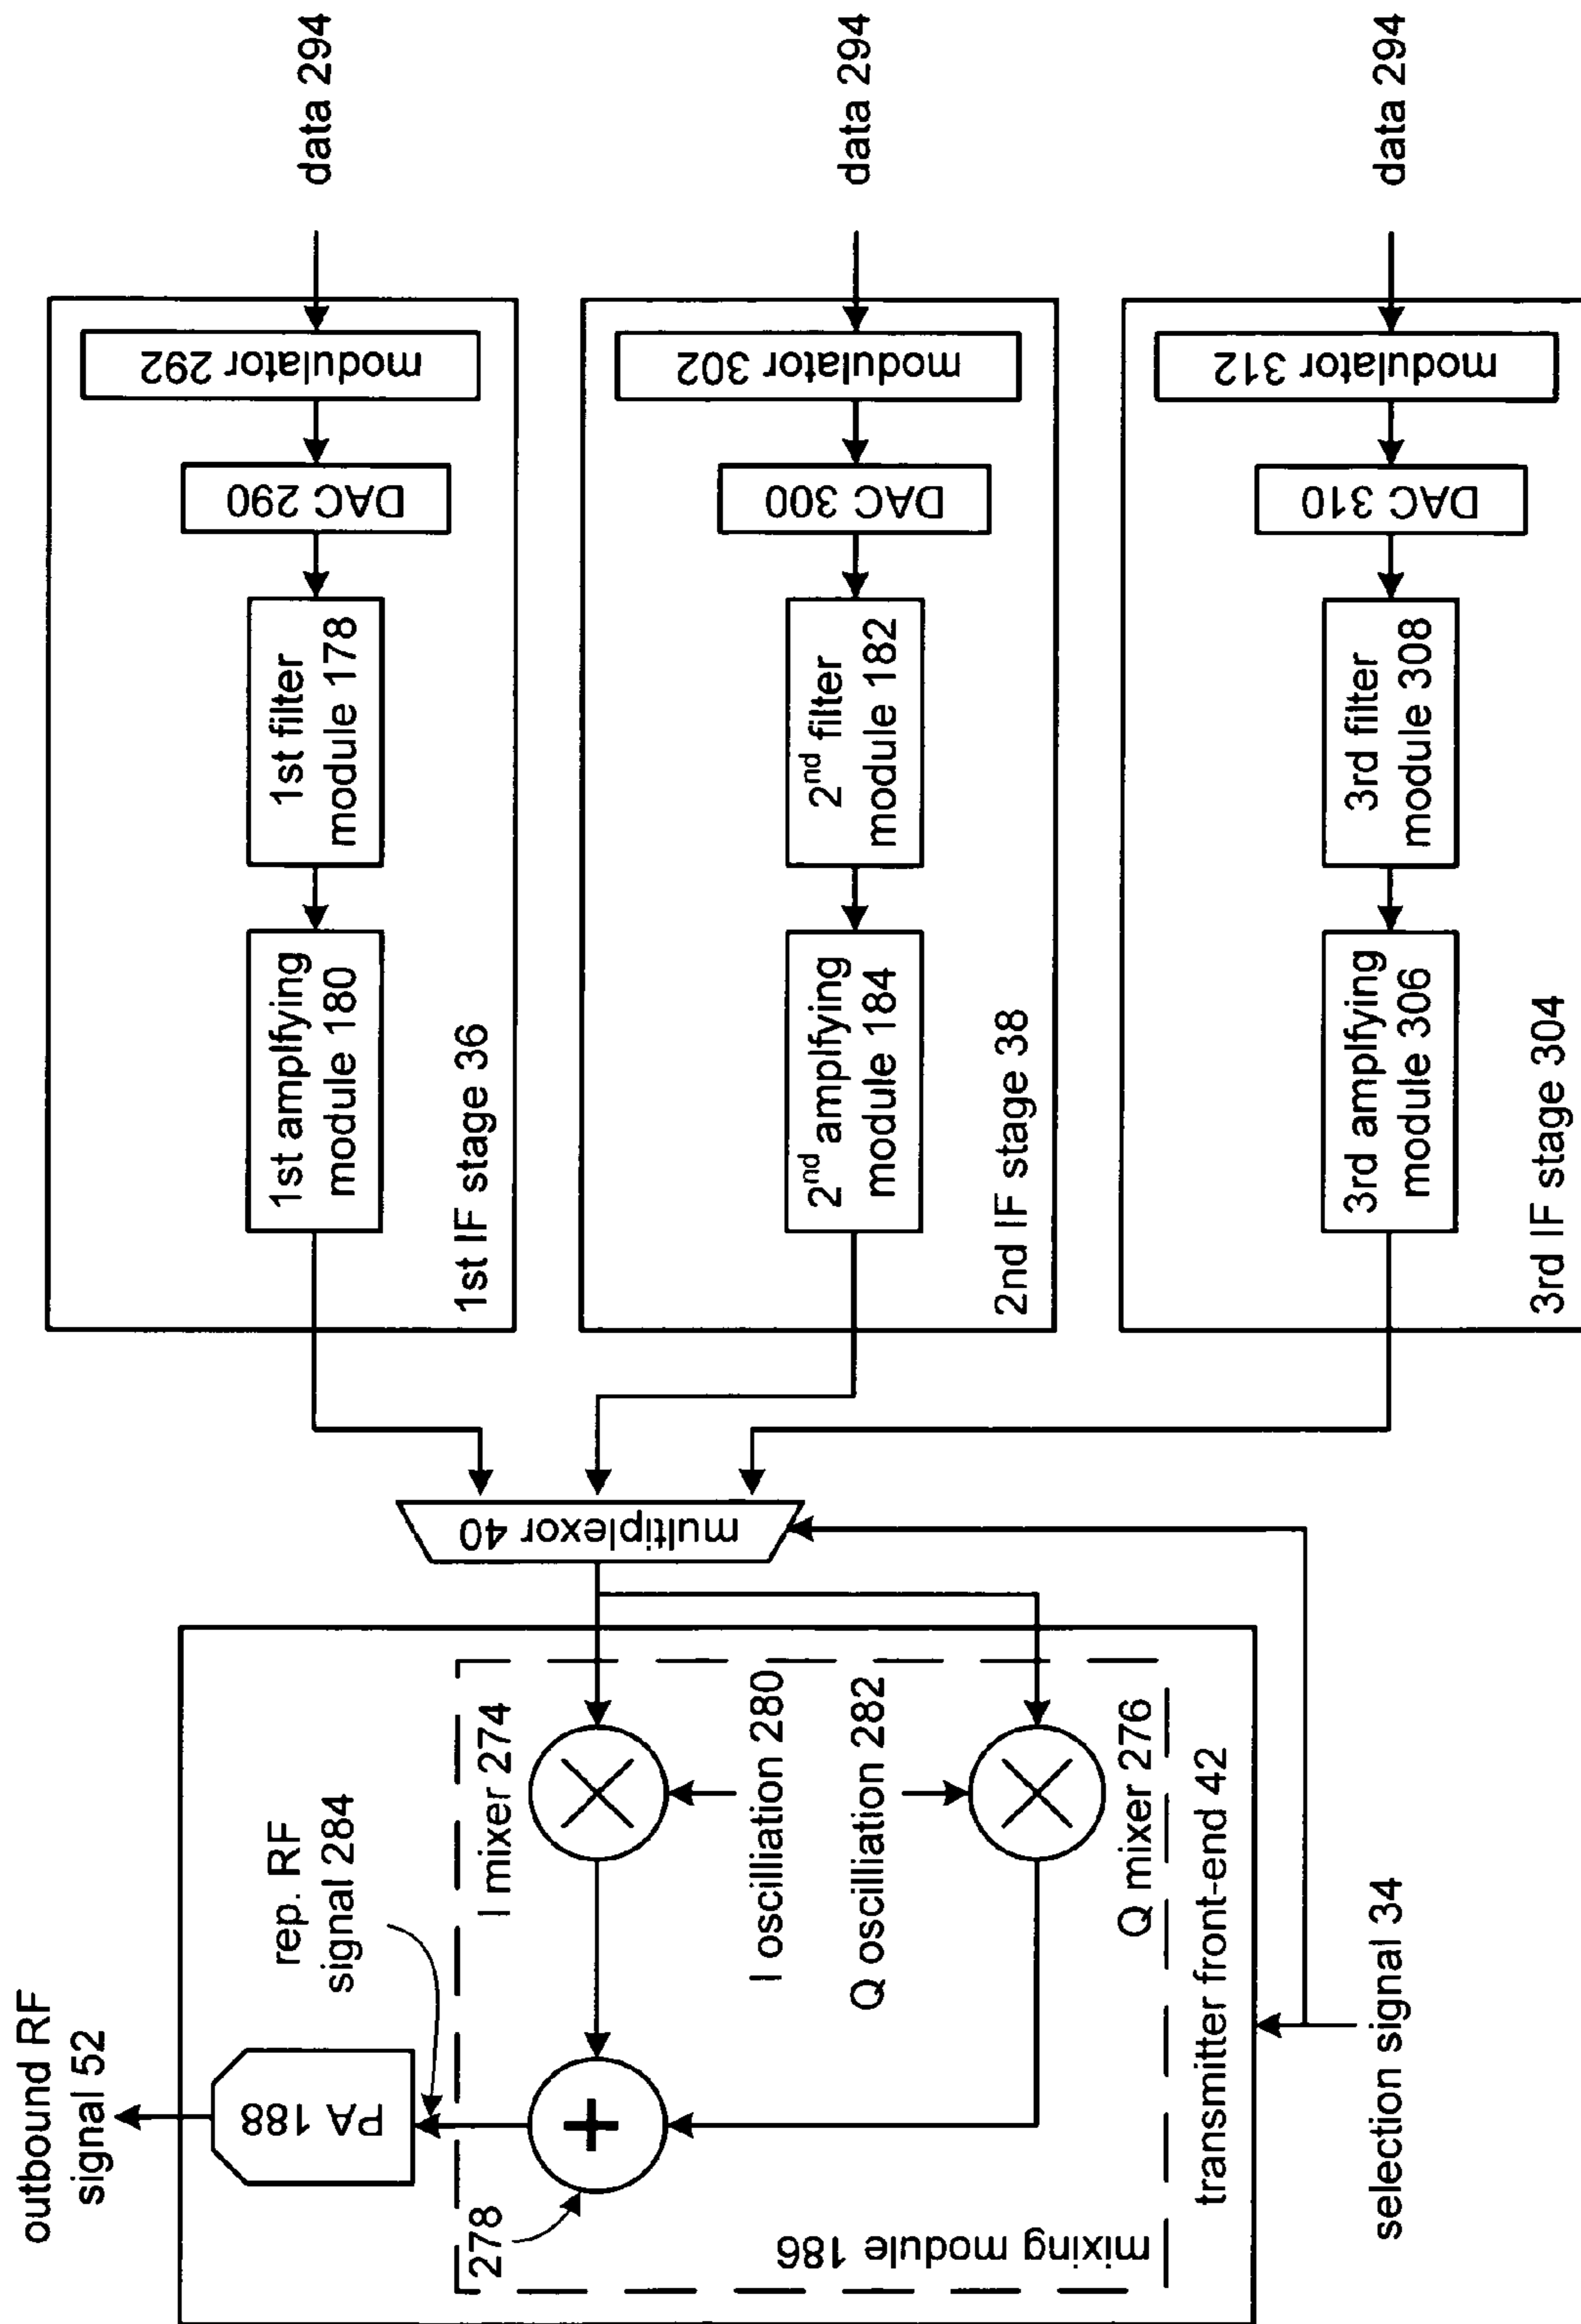 outbound RF
signal 52
PA 188
rep. RF
signal 284
278
I mixer 274
I oscilliation 280
Q oscilliation 282
Q mixer 276
mixing module 186
transmitter front-end 42
selection signal 34
multiplexor 40
1st amplfying
module 180
1st filter
module 178
DAC 290
modulator 292
data 294
1st IF stage 36
2nd amplfying
module 184
2nd filter
module 182
DAC 300
modulator 302
data 294
2nd IF stage 38
3rd amplfying
module 306
3rd filter
module 308
DAC 310
modulator 312
data 294
3rd IF stage 304